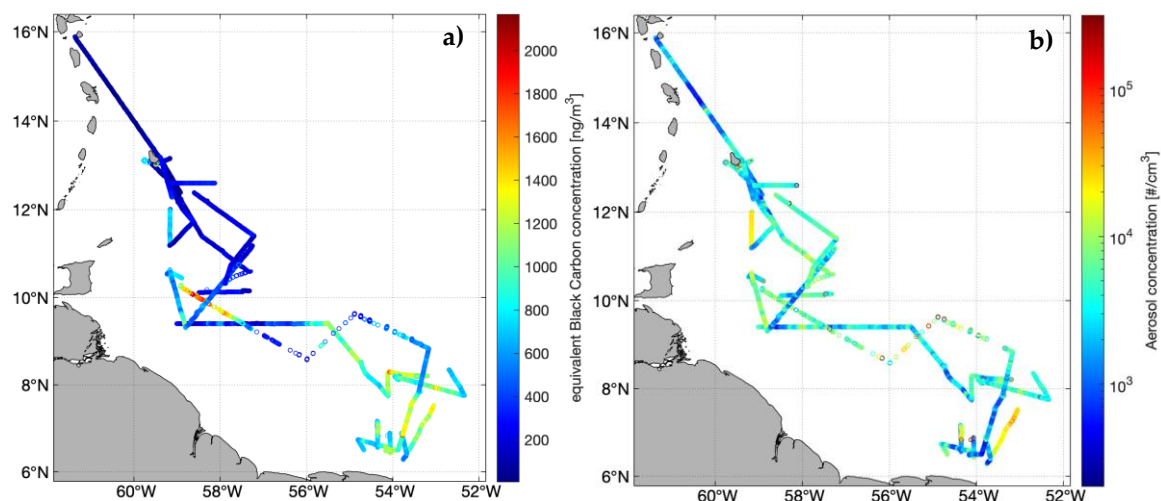 a)
16°N
14°N
12°N
10°N
8°N
6°N
60°W
58°W
56°W
54°W
52°W
2000
1800
1600
1400
1200
1000
800
600
400
200
equivalent Black Carbon concentration [ng/m³]
b)
16°N
14°N
12°N
10°N
8°N
6°N
60°W
58°W
56°W
54°W
52°W
10⁵
10⁴
10³
Aerosol concentration [#/cm³]